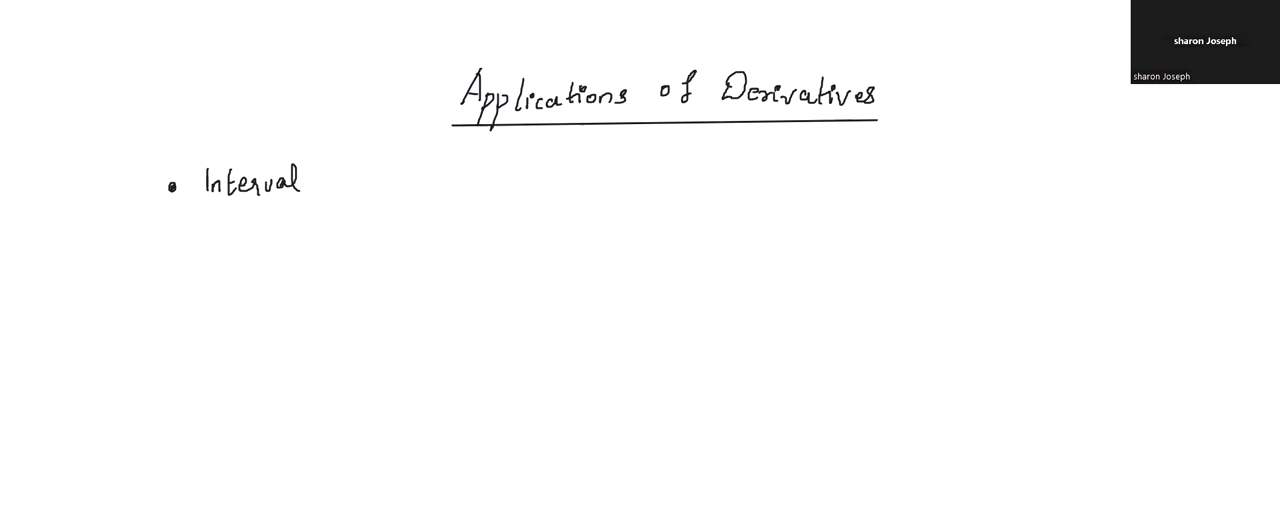 sharon Joseph
sharon Joseph
Applications of Derivatives
• Interval